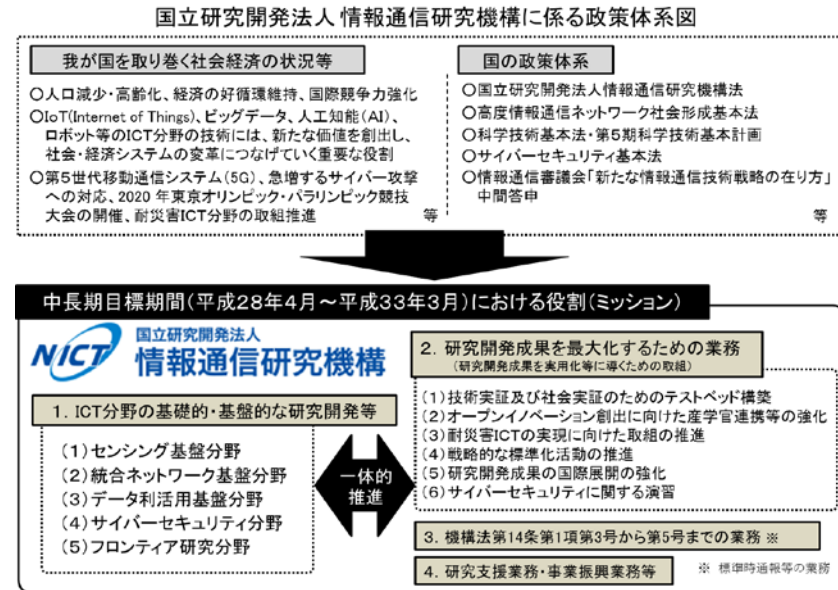 国立研究開発法人 情報通信研究機構に係る政策体系図
我が国を取り巻く社会経済の状況等
○人口減少・高齢化、経済の好循環維持、国際競争力強化
○IoT(Internet of Things)、ビッグデータ、人工知能(AI)、
ロボット等のICT分野の技術には、新たな価値を創出し、
社会・経済システムの変革につなげていく重要な役割
○第5世代移動通信システム(5G)、急増するサイバー攻撃
への対応、2020 年東京オリンピック・パラリンピック競技
大会の開催、耐災害ICT分野の取組推進 等
国の政策体系
○国立研究開発法人情報通信研究機構法
○高度情報通信ネットワーク社会形成基本法
○科学技術基本法・第5期科学技術基本計画
○サイバーセキュリティ基本法
○情報通信審議会「新たな情報通信技術戦略の在り方」
中間答申
等
中長期目標期間(平成28年4月~平成33年3月)における役割(ミッション)
NICT
国立研究開発法人
情報通信研究機構
1. ICT分野の基礎的・基盤的な研究開発等
(1)センシング基盤分野
(2)統合ネットワーク基盤分野
(3)データ利活用基盤分野
(4)サイバーセキュリティ分野
(5)フロンティア研究分野
一体的
推進
2. 研究開発成果を最大化するための業務
(研究開発成果を実用化等に導くための取組)
(1)技術実証及び社会実証のためのテストベッド構築
(2)オープンイノベーション創出に向けた産学官連携等の強化
(3)耐災害ICTの実現に向けた取組の推進
(4)戦略的な標準化活動の推進
(5)研究開発成果の国際展開の強化
(6)サイバーセキュリティに関する演習
3. 機構法第14条第1項第3号から第5号までの業務 ※
4. 研究支援業務・事業振興業務等
※ 標準時通報等の業務